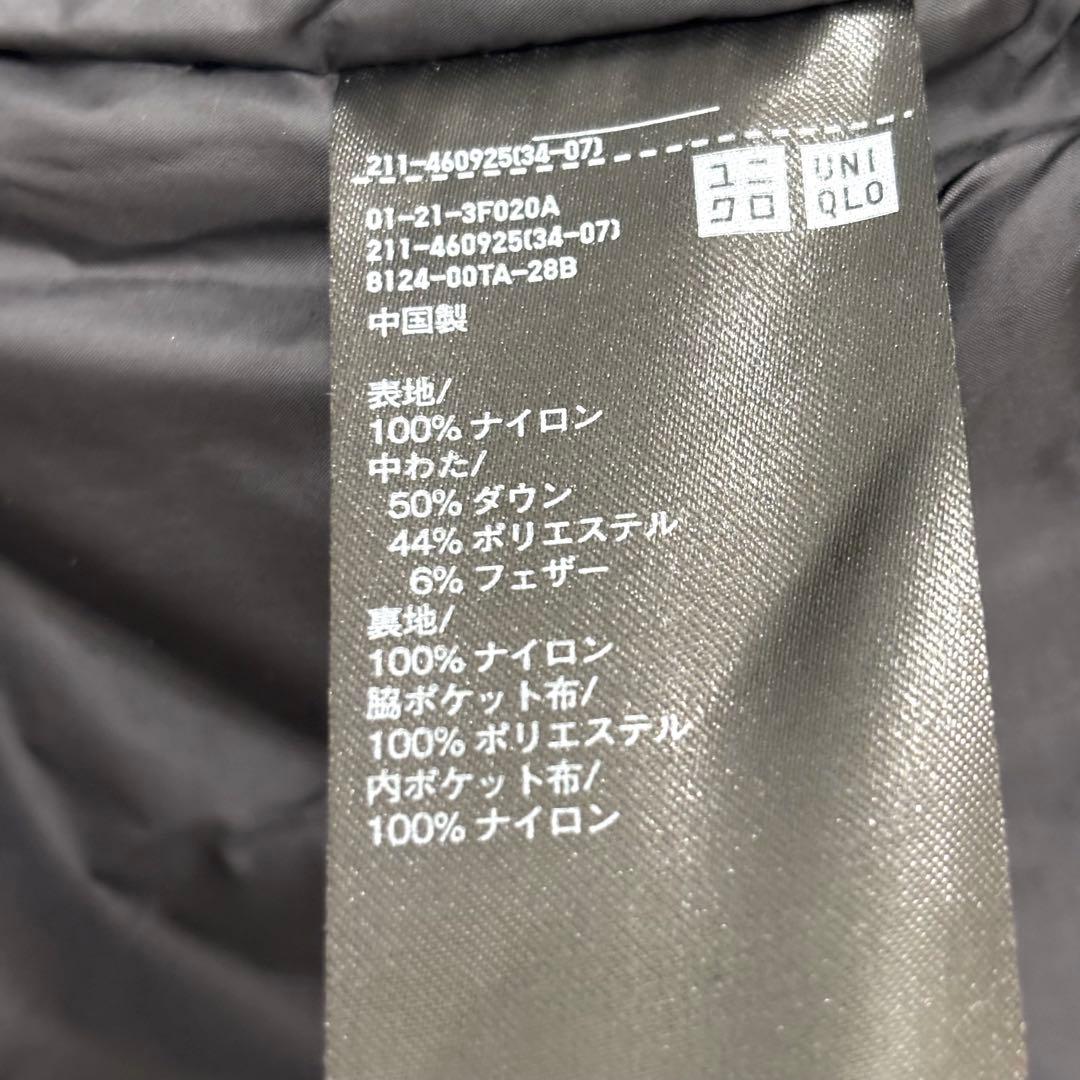 211-460925(34-07)
ユニ
クロ
UNI
QLO
01-21-3F020A
211-460925(34-07)
8124-00TA-28B
中国製
表地/
100% ナイロン
中わた/
50% ダウン
44% ポリエステル
6% フェザー
裏地/
100% ナイロン
脇ポケット布/
100% ポリエステル
内ポケット布/
100% ナイロン